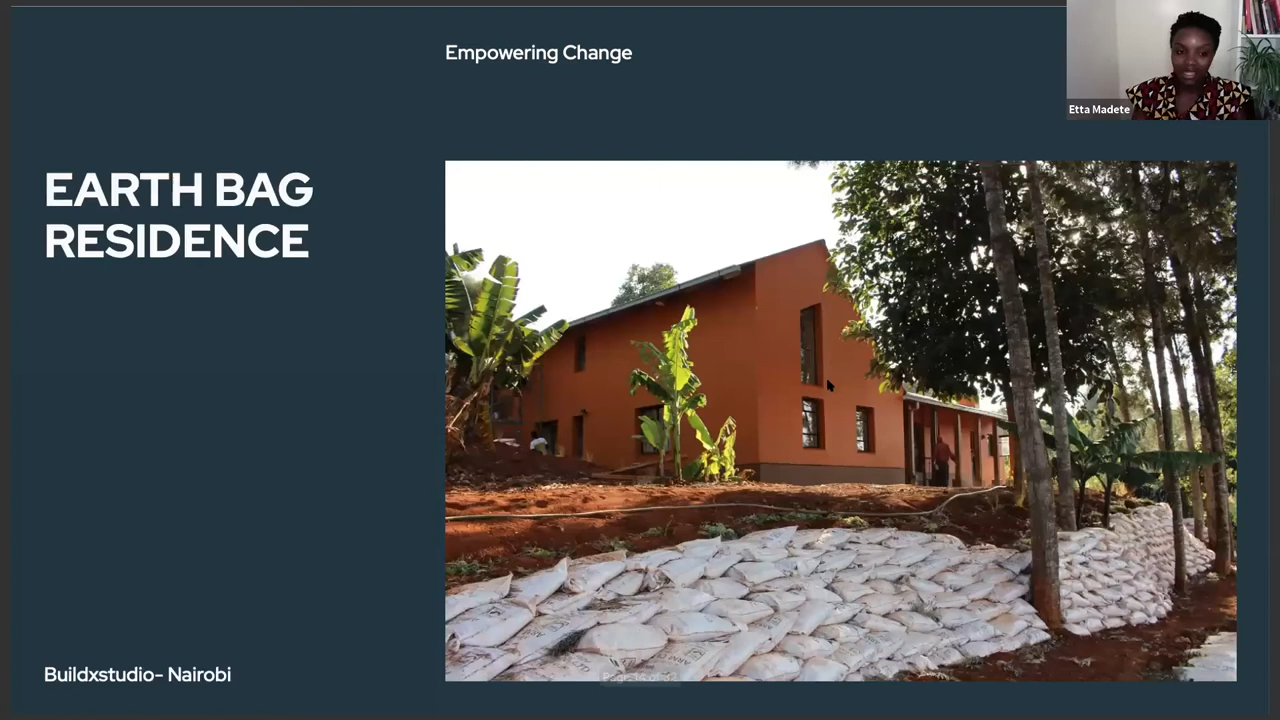 Empowering Change
Etta Madete
EARTH BAG
RESIDENCE
Buildxstudio- Nairobi